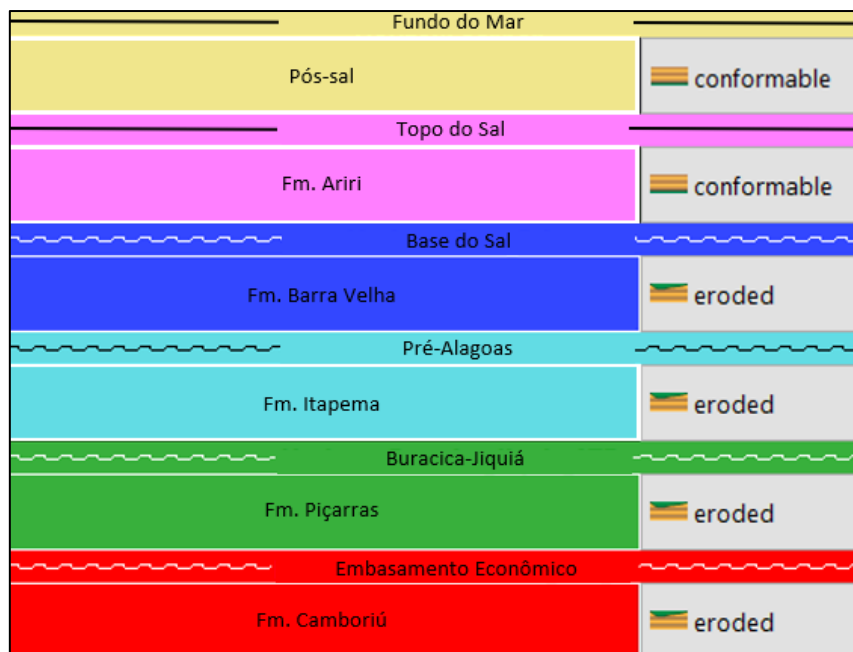 Fundo do Mar
Pós-sal
conformable
Topo do Sal
Fm. Ariri
conformable
Base do Sal
Fm. Barra Velha
eroded
Pré-Alagoas
Fm. Itapema
eroded
Buracica-Jiquiá
Fm. Piçarras
eroded
Embasamento Econômico
Fm. Camboriú
eroded